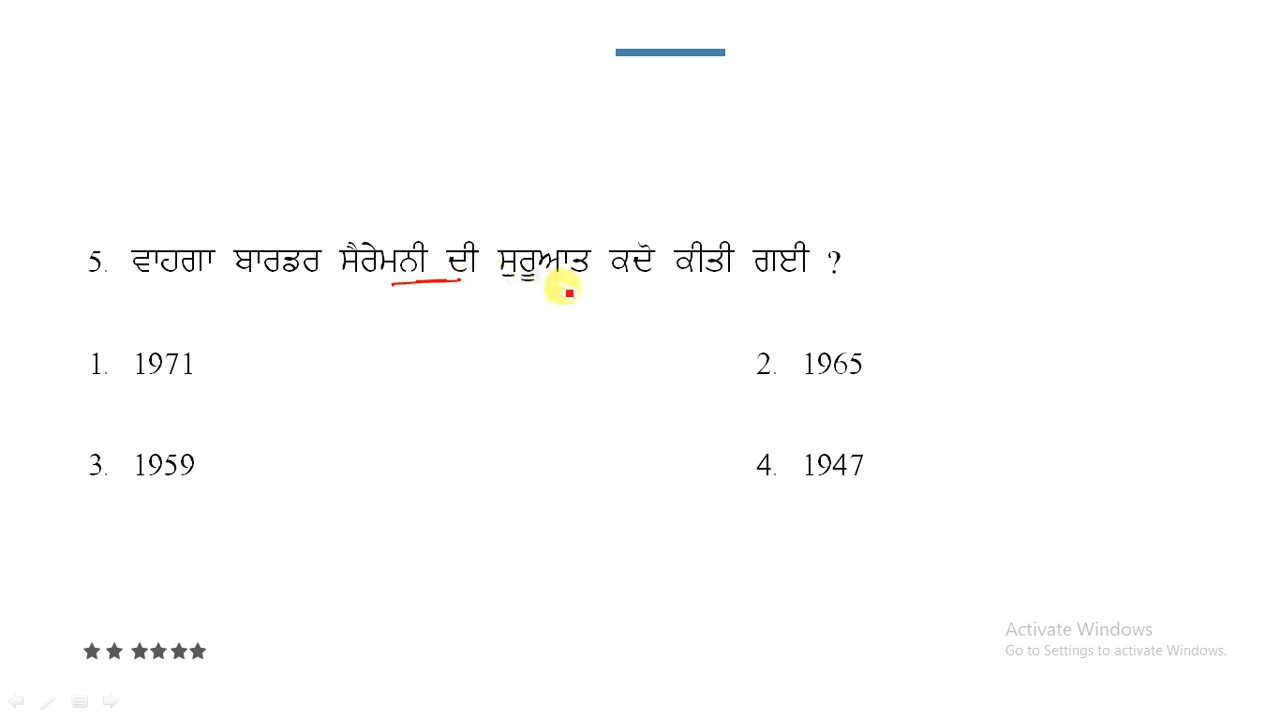 5. ਵਾਹਗਾ ਬਾਰਡਰ ਸੈਰੇਮਨੀ ਦੀ ਸੁਰੂਆਤ ਕਦੋ ਕੀਤੀ ਗਈ ?
1. 1971 2. 1965
3. 1959 4. 1947
Activate Windows
Go to Settings to activate Windows.